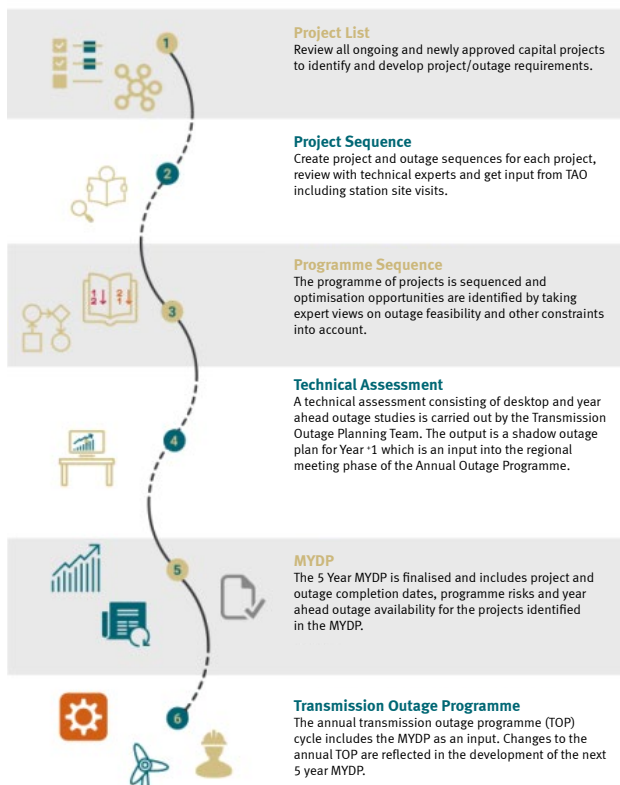 1
Project List
Review all ongoing and newly approved capital projects
to identify and develop project/outage requirements.
2
Project Sequence
Create project and outage sequences for each project,
review with technical experts and get input from TAO
including station site visits.
3
1 2
2 1
Programme Sequence
The programme of projects is sequenced and
optimisation opportunities are identified by taking
expert views on outage feasibility and other constraints
into account.
4
Technical Assessment
A technical assessment consisting of desktop and year
ahead outage studies is carried out by the Transmission
Outage Planning Team. The output is a shadow outage
plan for Year +1 which is an input into the regional
meeting phase of the Annual Outage Programme.
5
MYDP
The 5 Year MYDP is finalised and includes project and
outage completion dates, programme risks and year
ahead outage availability for the projects identified
in the MYDP.
6
Transmission Outage Programme
The annual transmission outage programme (TOP)
cycle includes the MYDP as an input. Changes to the
annual TOP are reflected in the development of the next
5 year MYDP.